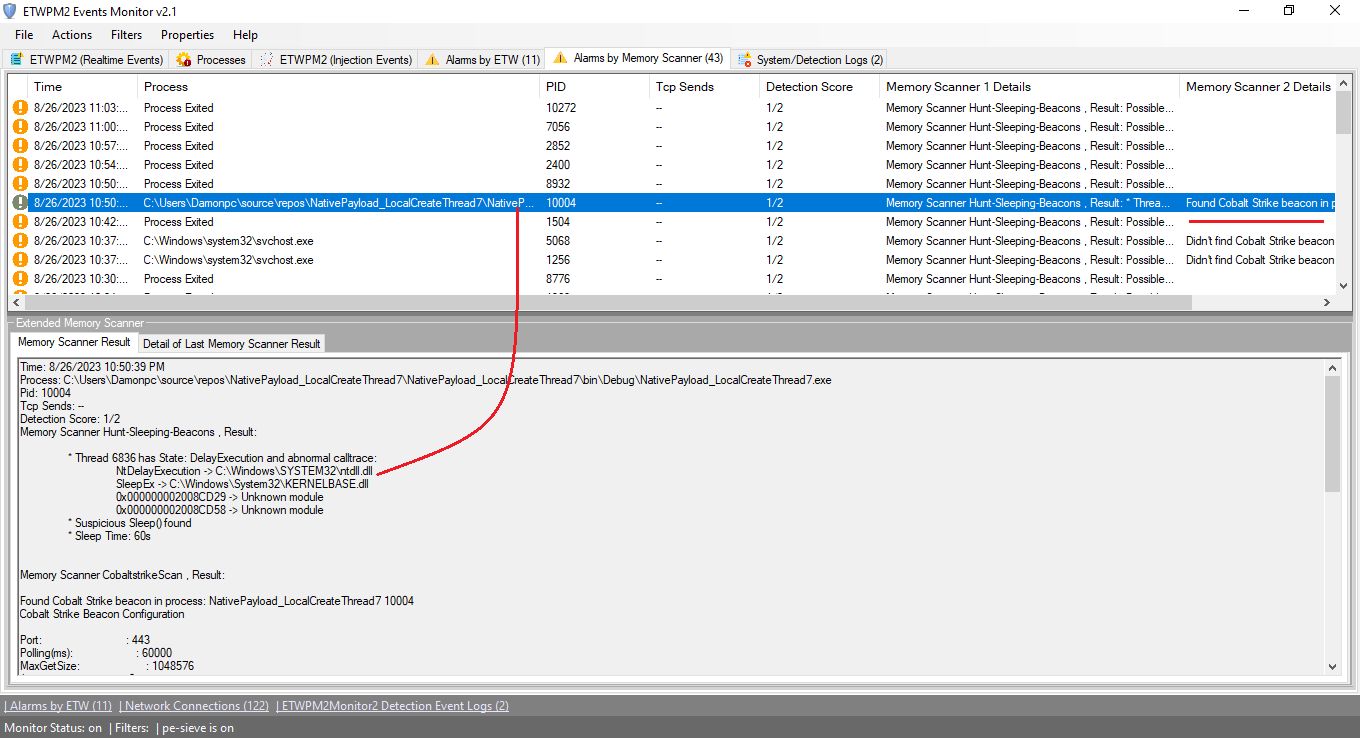 ETWPM2 Events Monitor v2.1
File Actions Filters Properties Help
ETWPM2 (Realtime Events) Processes ETWPM2 (Injection Events) Alarms by ETW (11) Alarms by Memory Scanner (43) System/Detection Logs (2)
Time Process PID Tcp Sends Detection Score Memory Scanner 1 Details Memory Scanner 2 Details
8/26/2023 11:03:... Process Exited 10272 -- 1/2 Memory Scanner Hunt-Sleeping-Beacons , Result: Possible...
8/26/2023 11:00:... Process Exited 7056 -- 1/2 Memory Scanner Hunt-Sleeping-Beacons , Result: Possible...
8/26/2023 10:57:... Process Exited 2852 -- 1/2 Memory Scanner Hunt-Sleeping-Beacons , Result: Possible...
8/26/2023 10:54:... Process Exited 2400 -- 1/2 Memory Scanner Hunt-Sleeping-Beacons , Result: Possible...
8/26/2023 10:50:... Process Exited 8932 -- 1/2 Memory Scanner Hunt-Sleeping-Beacons , Result: Possible...
8/26/2023 10:50:... C:\Users\Damonpc\source\repos\NativePayload_LocalCreateThread7\NativeP... 10004 -- 1/2 Memory Scanner Hunt-Sleeping-Beacons , Result: * Threa... Found Cobalt Strike beacon in p
8/26/2023 10:42:... Process Exited 1504 -- 1/2 Memory Scanner Hunt-Sleeping-Beacons , Result: Possible...
8/26/2023 10:37:... C:\Windows\system32\svchost.exe 5068 -- 1/2 Memory Scanner Hunt-Sleeping-Beacons , Result: Possible... Didn't find Cobalt Strike beacon
8/26/2023 10:37:... C:\Windows\system32\svchost.exe 1256 -- 1/2 Memory Scanner Hunt-Sleeping-Beacons , Result: Possible... Didn't find Cobalt Strike beacon
8/26/2023 10:30:... Process Exited 8776 -- 1/2 Memory Scanner Hunt-Sleeping-Beacons , Result: Possible...
Extended Memory Scanner
Memory Scanner Result Detail of Last Memory Scanner Result
Time: 8/26/2023 10:50:39 PM
Process: C:\Users\Damonpc\source\repos\NativePayload_LocalCreateThread7\NativePayload_LocalCreateThread7\bin\Debug\NativePayload_LocalCreateThread7.exe
Pid: 10004
Tcp Sends: --
Detection Score: 1/2
Memory Scanner Hunt-Sleeping-Beacons , Result:
* Thread 6836 has State: DelayExecution and abnormal calltrace:
NtDelayExecution -> C:\Windows\SYSTEM32\ntdll.dll
SleepEx -> C:\Windows\System32\KERNELBASE.dll
0x000000002008CD29 -> Unknown module
0x000000002008CD58 -> Unknown module
* Suspicious Sleep() found
* Sleep Time: 60s
Memory Scanner CobaltstrikeScan , Result:
Found Cobalt Strike beacon in process: NativePayload_LocalCreateThread7 10004
Cobalt Strike Beacon Configuration
Port: : 443
Polling(ms): : 60000
MaxGetSize: : 1048576
| Alarms by ETW (11) | Network Connections (122) | ETWPM2Monitor2 Detection Event Logs (2)
Monitor Status: on | Filters: | pe-sieve is on